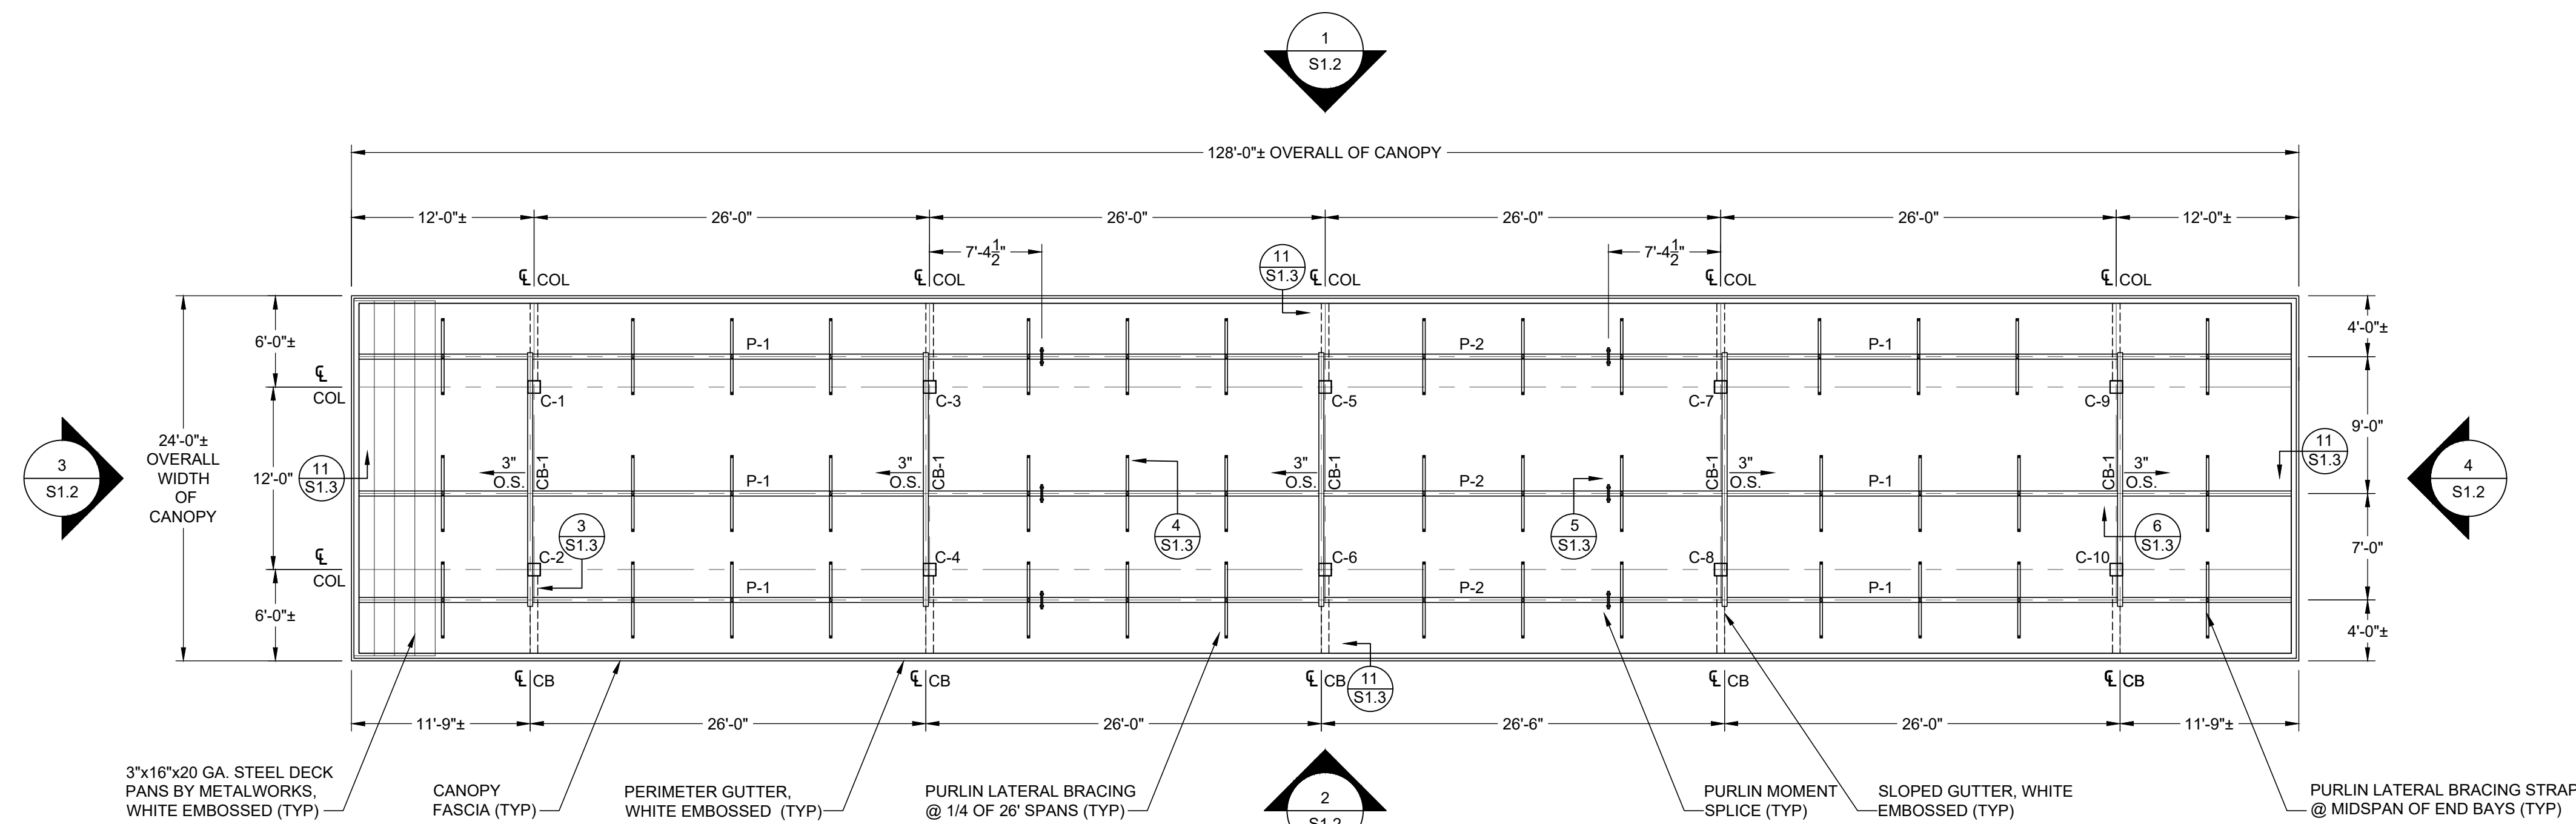 1
S1.2
128'-0"± OVERALL OF CANOPY
12'-0"±
26'-0"
26'-0"
26'-0"
26'-0"
12'-0"±
7'-4 1/2"
7'-4 1/2"
11
S1.3
℄ COL
℄ COL
℄ COL
℄ COL
℄ COL
6'-0"±
℄
COL
12'-0"
℄
COL
6'-0"±
24'-0"±
OVERALL
WIDTH
OF
CANOPY
3
S1.2
11
S1.3
P-1
P-2
P-1
C-1
C-3
C-5
C-7
C-9
3"
O.S.
CB-1
3"
O.S.
CB-1
3"
O.S.
CB-1
CB-1
3"
O.S.
CB-1
3"
O.S.
P-1
P-2
P-1
3
S1.3
4
S1.3
5
S1.3
6
S1.3
C-2
C-4
C-6
C-8
C-10
P-1
P-2
P-1
4'-0"±
9'-0"
7'-0"
4'-0"±
11
S1.3
4
S1.2
℄ CB
℄ CB
℄ CB
℄ CB
℄ CB
11
S1.3
11'-9"±
26'-0"
26'-0"
26'-6"
26'-0"
11'-9"±
3"x16"x20 GA. STEEL DECK
PANS BY METALWORKS,
WHITE EMBOSSED (TYP)
CANOPY
FASCIA (TYP)
PERIMETER GUTTER,
WHITE EMBOSSED (TYP)
PURLIN LATERAL BRACING
@ 1/4 OF 26' SPANS (TYP)
2
S1.2
PURLIN MOMENT
SPLICE (TYP)
SLOPED GUTTER, WHITE
EMBOSSED (TYP)
PURLIN LATERAL BRACING STRAP
@ MIDSPAN OF END BAYS (TYP)